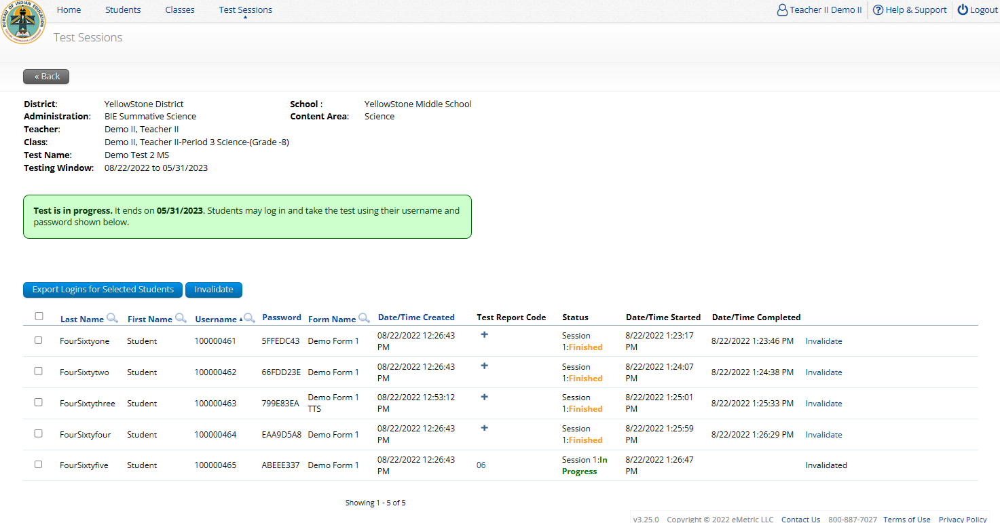 Home Students Classes Test Sessions Teacher II Demo II Help & Support Logout
BUREAU OF INDIAN EDUCATION
Test Sessions
« Back
District: YellowStone District School : YellowStone Middle School
Administration: BIE Summative Science Content Area: Science
Teacher: Demo II, Teacher II
Class: Demo II, Teacher II-Period 3 Science-(Grade -8)
Test Name: Demo Test 2 MS
Testing Window: 08/22/2022 to 05/31/2023
Test is in progress. It ends on 05/31/2023. Students may log in and take the test using their username and
password shown below.
Export Logins for Selected Students Invalidate
Last Name First Name Username Password Form Name Date/Time Created Test Report Code Status Date/Time Started Date/Time Completed
FourSixtyone Student 100000461 5FFEDC43 Demo Form 1 08/22/2022 12:26:43 PM + Session 1:Finished 8/22/2022 1:23:17 PM 8/22/2022 1:23:46 PM Invalidate
FourSixtytwo Student 100000462 66FDD23E Demo Form 1 08/22/2022 12:26:43 PM + Session 1:Finished 8/22/2022 1:24:07 PM 8/22/2022 1:24:38 PM Invalidate
FourSixtythree Student 100000463 799E83EA Demo Form 1 TTS 08/22/2022 12:53:12 PM + Session 1:Finished 8/22/2022 1:25:01 PM 8/22/2022 1:25:33 PM Invalidate
FourSixtyfour Student 100000464 EAA9D5A8 Demo Form 1 08/22/2022 12:26:43 PM + Session 1:Finished 8/22/2022 1:25:59 PM 8/22/2022 1:26:29 PM Invalidate
FourSixtyfive Student 100000465 ABEEE337 Demo Form 1 08/22/2022 12:26:43 PM 06 Session 1:In Progress 8/22/2022 1:26:47 PM Invalidated
Showing 1 - 5 of 5
v3.25.0 Copyright © 2022 eMetric LLC Contact Us 800-887-7027 Terms of Use Privacy Policy